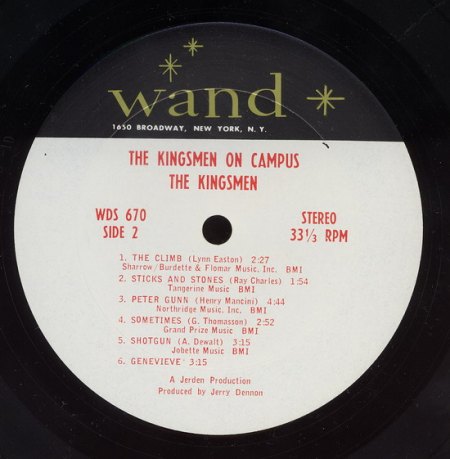 wand
1650 BROADWAY, NEW YORK, N. Y.
THE KINGSMEN ON CAMPUS
THE KINGSMEN
WDS 670
SIDE 2
STEREO
33⅓ RPM
1. THE CLIMB (Lynn Easton) 2:27
Sharrow/Burdette & Flomar Music, Inc. BMI
2. STICKS AND STONES (Ray Charles) 1:54
Tangerine Music BMI
3. PETER GUNN (Henry Mancini) 4:44
Northridge Music, Inc. BMI
4. SOMETIMES (G. Thomasson) 2:52
Grand Prize Music BMI
5. SHOTGUN (A. Dewalt) 3:15
Jobette Music BMI
6. GENEVIEVE 3:15
A Jerden Production
Produced by Jerry Dennon